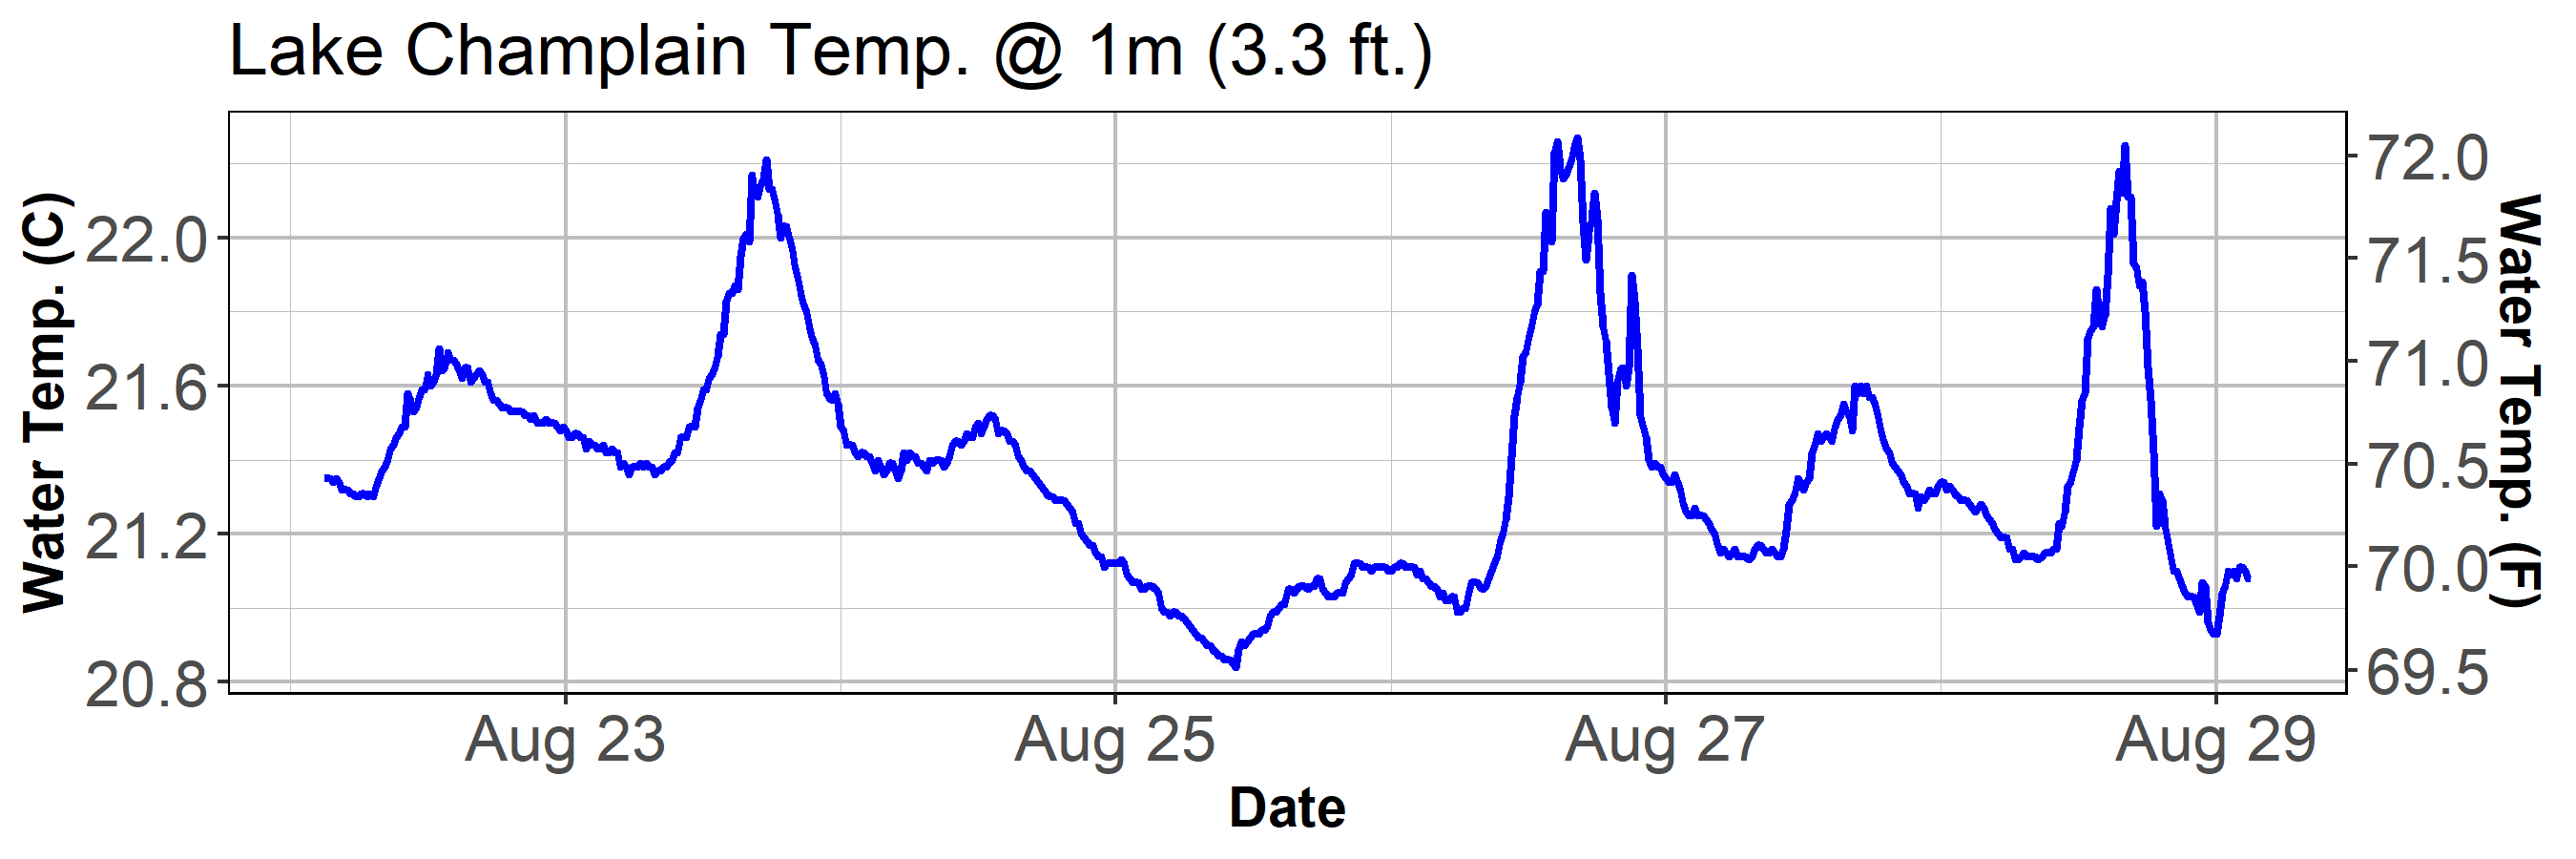 Lake Champlain Temp. @ 1m (3.3 ft.)
Water Temp. (C)
22.0
21.6
21.2
20.8
72.0
71.5
71.0
70.5
70.0
69.5
Water Temp. (F)
Aug 23 Aug 25 Aug 27 Aug 29
Date